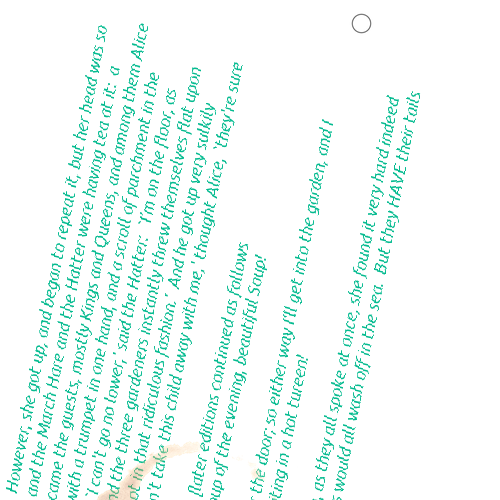 However, she got up, and began to repeat it, but her head was so
and the March Hare and the Hatter were having tea at it: a
came the guests, mostly Kings and Queens, and among them Alice
with a trumpet in one hand, and a scroll of parchment in the
`I can't go no lower,' said the Hatter: `I'm on the floor, as
the three gardeners instantly threw themselves flat upon
in that ridiculous fashion.' And he got up very sulkily
take this child away with me,' thought Alice, `they're sure
[later editions continued as follows
of the evening, beautiful Soup!
the door; so either way I'll get into the garden, and I
in a hot tureen!
as they all spoke at once, she found it very hard indeed
would all wash off in the sea. But they HAVE their tails